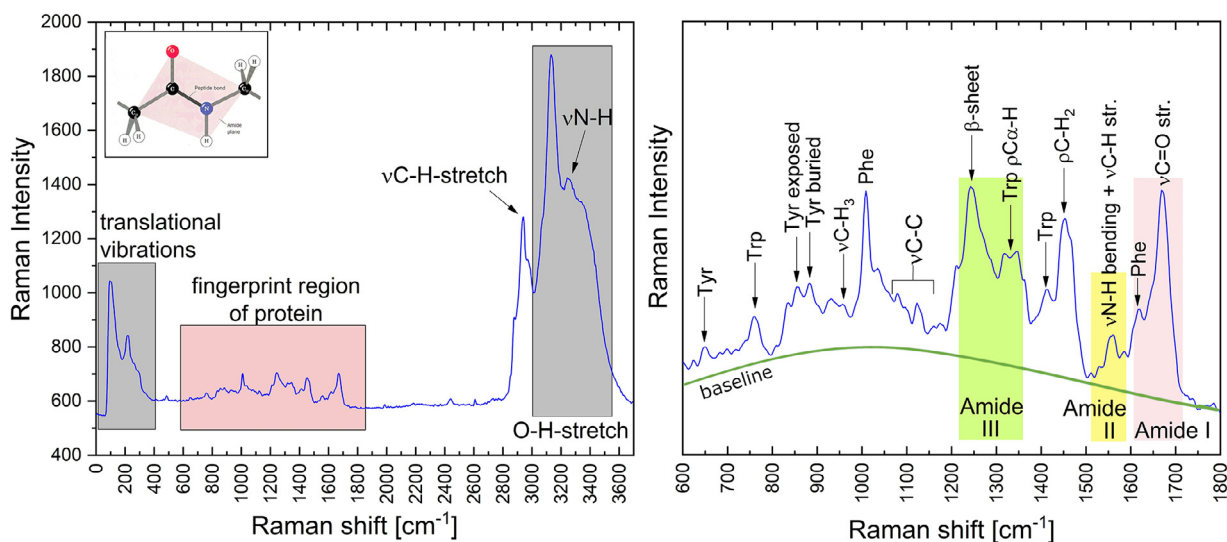 2000
1800
1600
1400
1200
1000
800
600
400
Raman Intensity
O
C
N
H
C
C
H
H
H
H
Peptide bond
Amide
plane
translational
vibrations
fingerprint region
of protein
νC-H-stretch
νN-H
O-H-stretch
0 200 400 600 800 1000 1200 1400 1600 1800 2000 2200 2400 2600 2800 3000 3200 3400 3600
Raman shift [cm⁻¹]
Raman Intensity
Tyr
Trp
Tyr exposed
Tyr buried
νC-H₃
Phe
νC-C
β-sheet
Trp ρCα-H
Trp
ρC-H₂
νN-H bending + νC-H str.
Phe
νC=O str.
baseline
Amide
III
Amide
II
Amide I
600 700 800 900 1000 1100 1200 1300 1400 1500 1600 1700 1800
Raman shift [cm⁻¹]